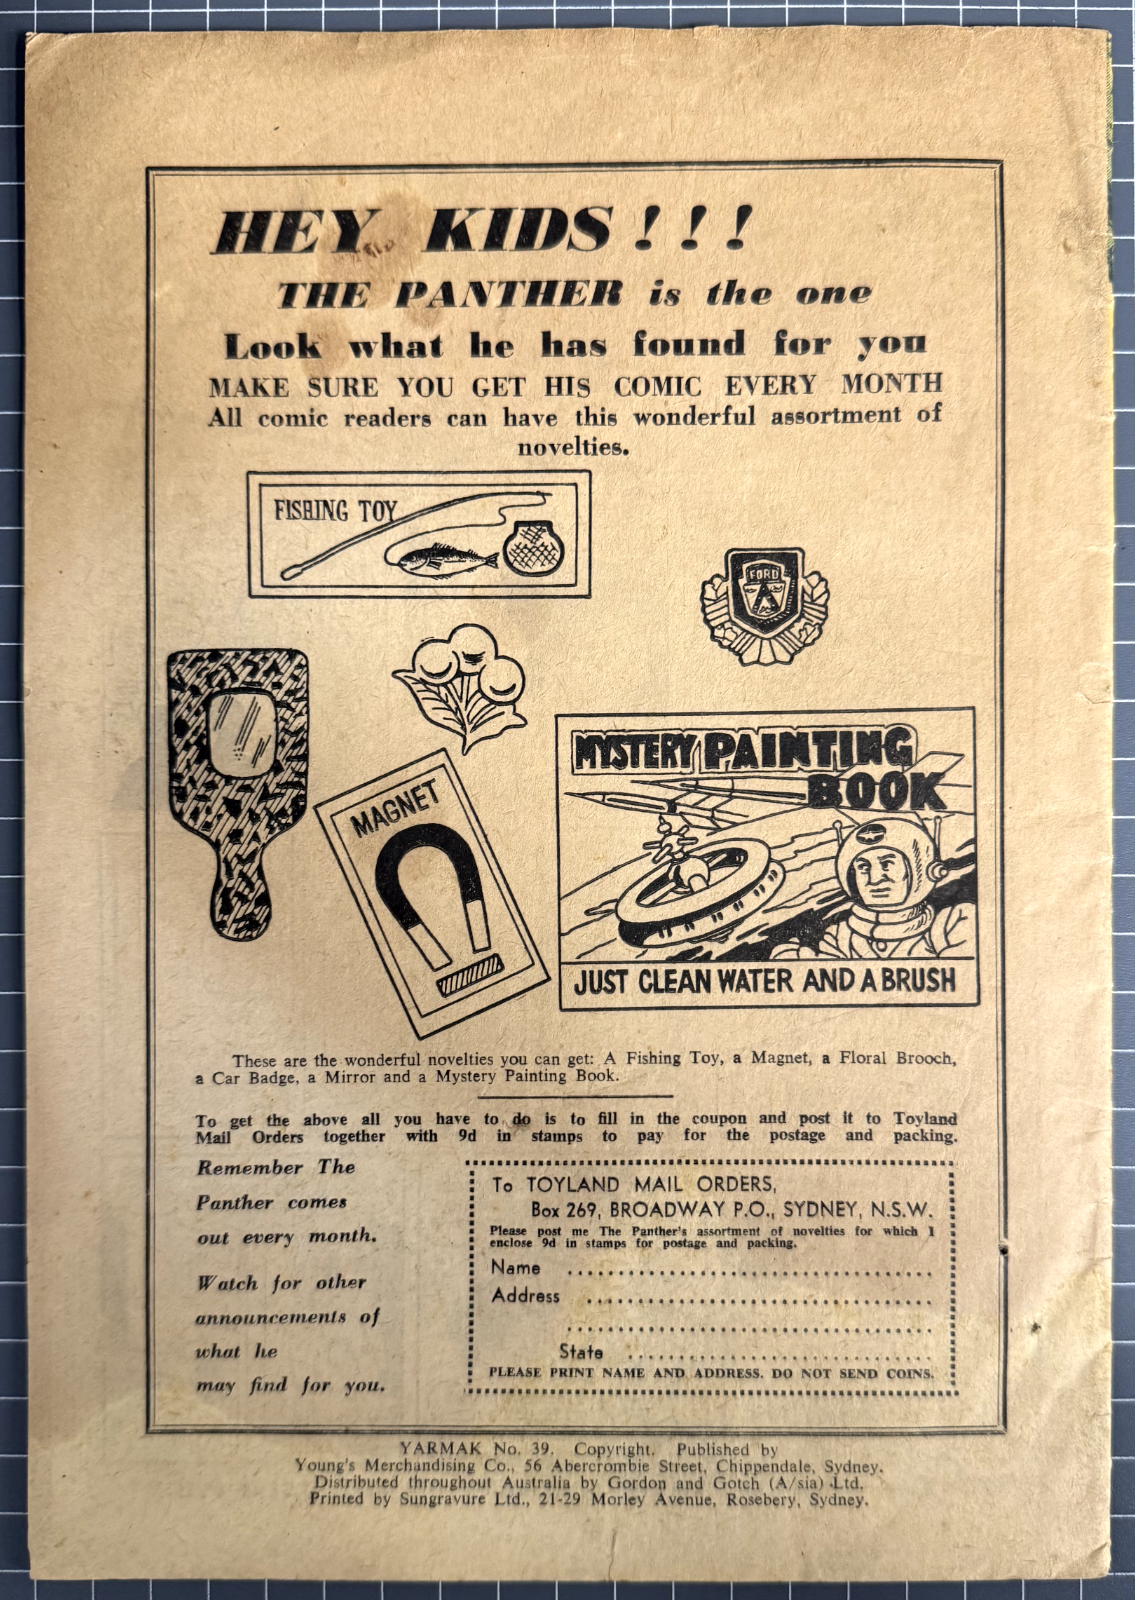 HEY KIDS ! ! !
THE PANTHER is the one
Look what he has found for you
MAKE SURE YOU GET HIS COMIC EVERY MONTH
All comic readers can have this wonderful assortment of
novelties.
FISHING TOY
FORD
MAGNET
MYSTERY PAINTING
BOOK
JUST CLEAN WATER AND A BRUSH
These are the wonderful novelties you can get: A Fishing Toy, a Magnet, a Floral Brooch,
a Car Badge, a Mirror and a Mystery Painting Book.
To get the above all you have to do is to fill in the coupon and post it to Toyland
Mail Orders together with 9d in stamps to pay for the postage and packing.
Remember The
Panther comes
out every month.
Watch for other
announcements of
what he
may find for you.
To TOYLAND MAIL ORDERS,
Box 269, BROADWAY P.O., SYDNEY, N.S.W.
Please post me The Panther's assortment of novelties for which I
enclose 9d in stamps for postage and packing.
Name ................................
Address ................................
................................
State ................................
PLEASE PRINT NAME AND ADDRESS. DO NOT SEND COINS.
YARMAK No. 39. Copyright. Published by
Young's Merchandising Co., 56 Abercrombie Street, Chippendale, Sydney.
Distributed throughout Australia by Gordon and Gotch (A/sia) Ltd.
Printed by Sungravure Ltd., 21-29 Morley Avenue, Rosebery, Sydney.